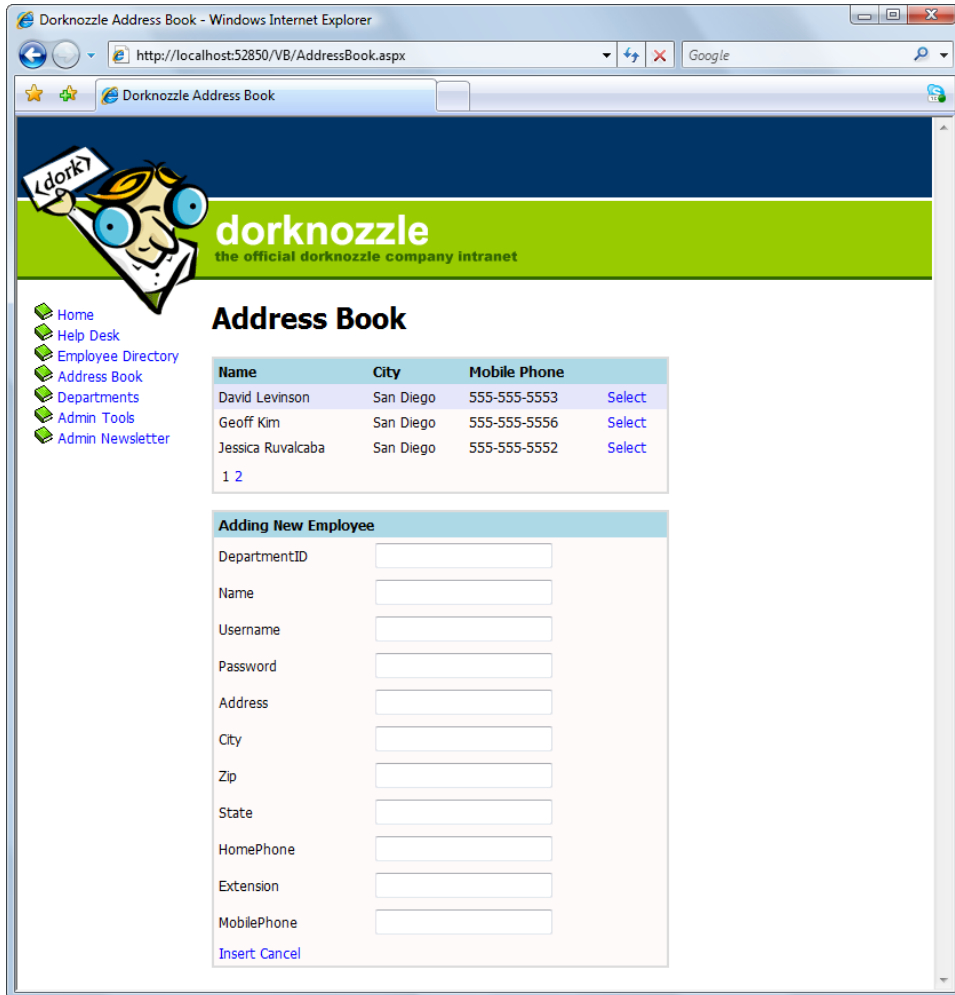 Dorknozzle Address Book - Windows Internet Explorer
http://localhost:52850/VB/AddressBook.aspx
Google
Dorknozzle Address Book
<dork>
dorknozzle
the official dorknozzle company intranet
Home
Help Desk
Employee Directory
Address Book
Departments
Admin Tools
Admin Newsletter
Address Book
Name City Mobile Phone
David Levinson San Diego 555-555-5553 Select
Geoff Kim San Diego 555-555-5556 Select
Jessica Ruvalcaba San Diego 555-555-5552 Select
1 2
Adding New Employee
DepartmentID
Name
Username
Password
Address
City
Zip
State
HomePhone
Extension
MobilePhone
Insert Cancel